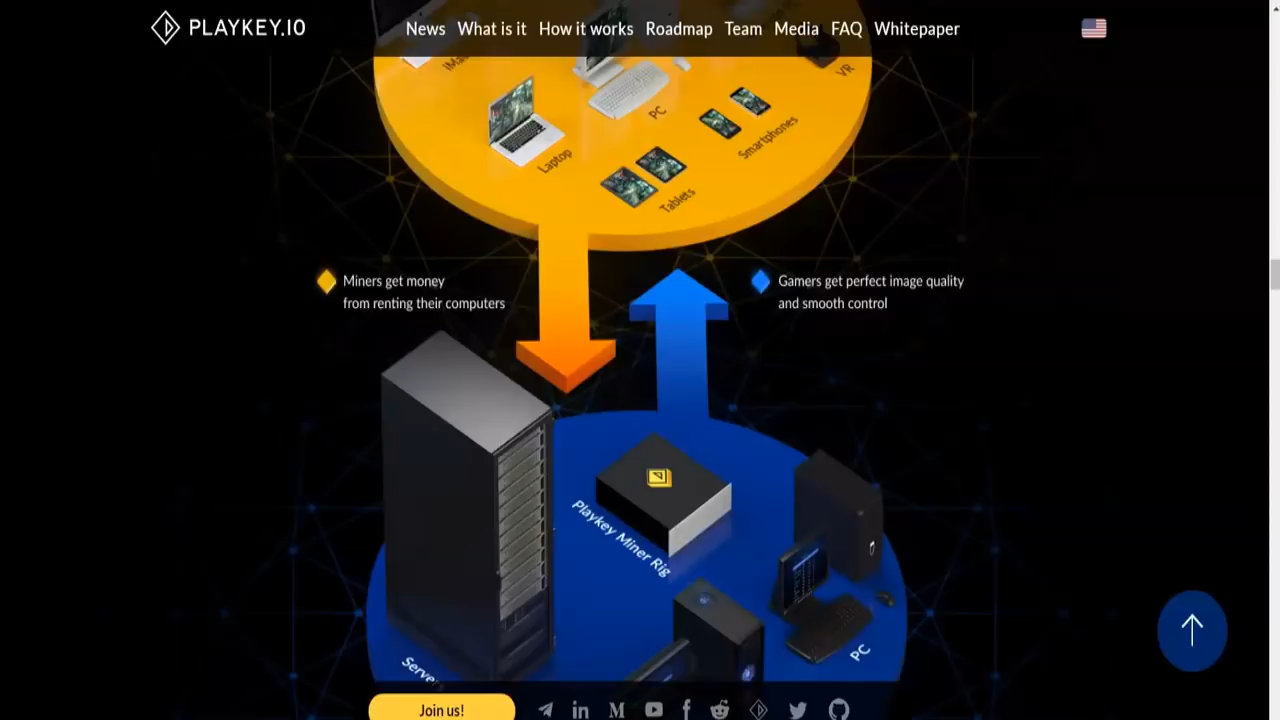 PLAYKEY.IO
News What is it How it works Roadmap Team Media FAQ Whitepaper
VR
PC
Laptop
Smartphones
Tablets
Miners get money
from renting their computers
Gamers get perfect image quality
and smooth control
Playkey Miner Rig
PC
Join us!